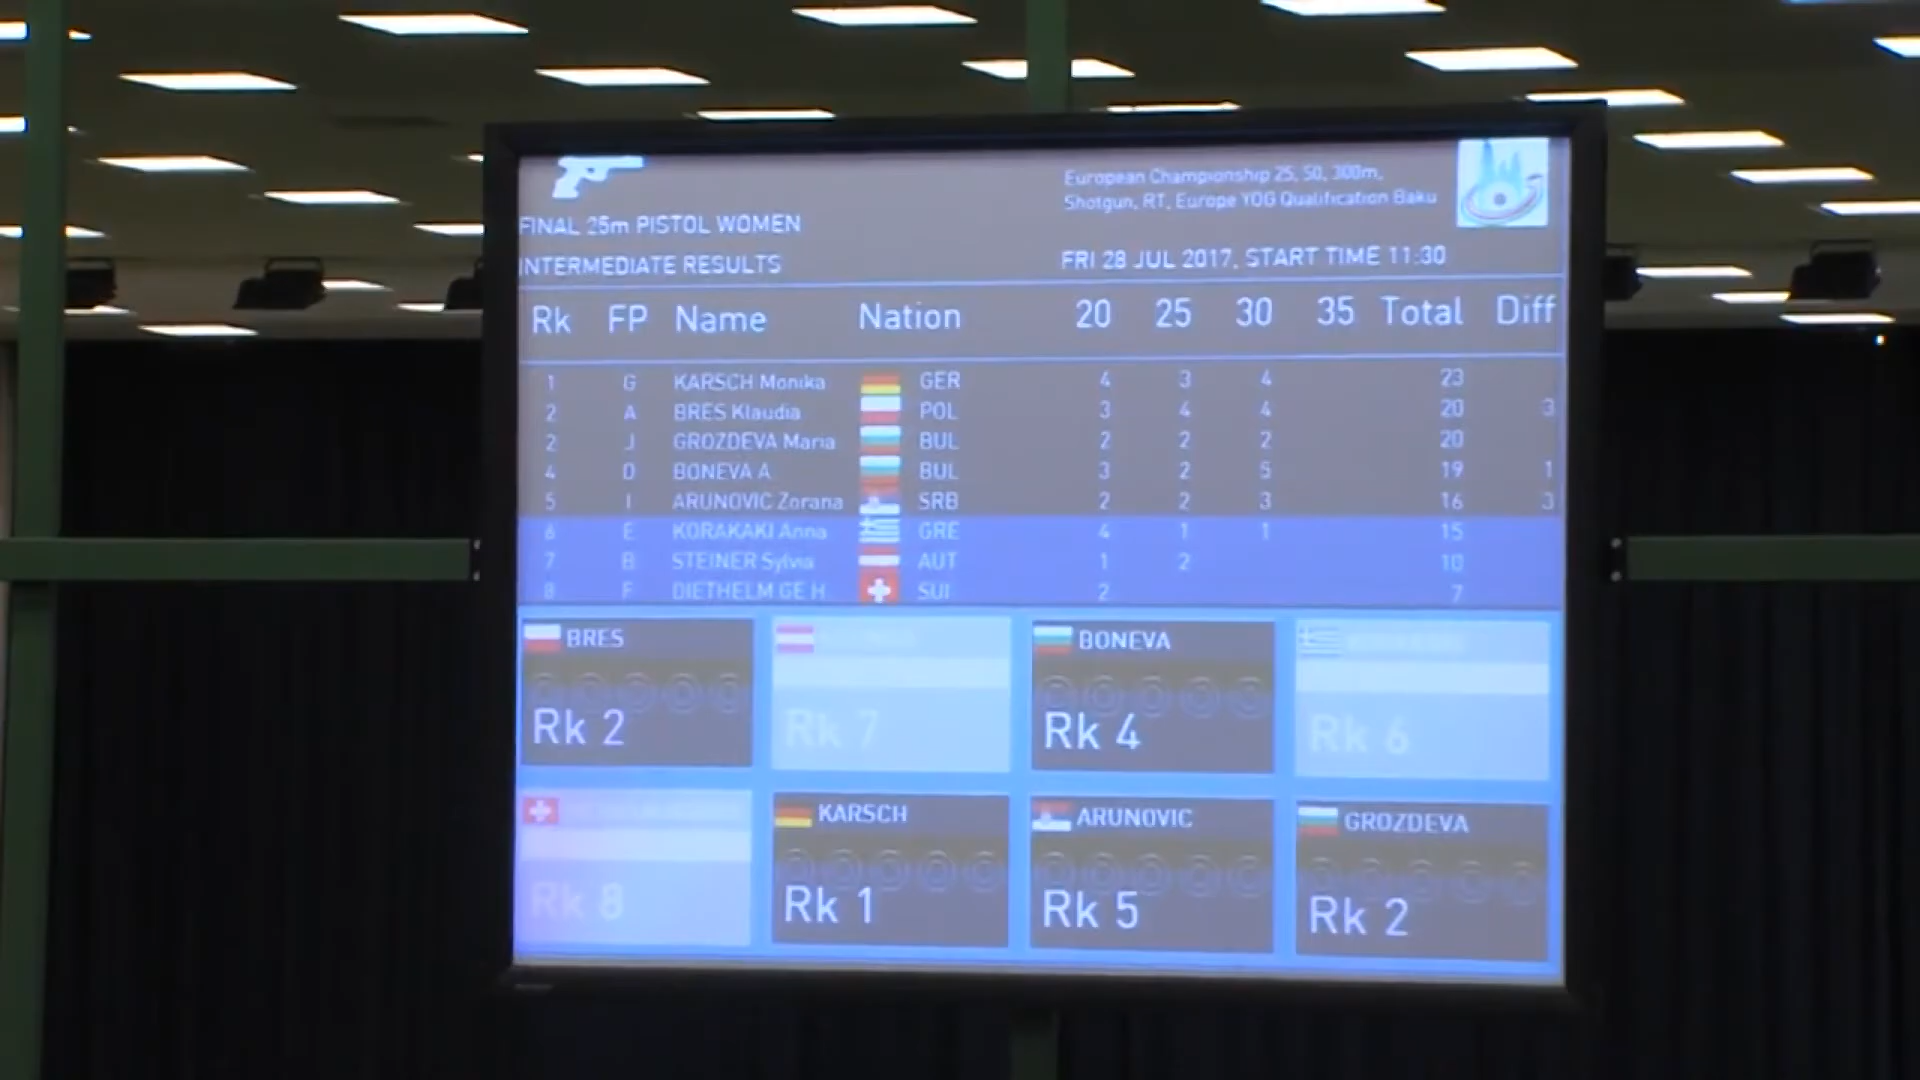 European Championship 25, 50, 300m,
Shotgun, RT, Europe YOG Qualification Baku
FINAL 25m PISTOL WOMEN
INTERMEDIATE RESULTS
FRI 28 JUL 2017, START TIME 11:30
Rk FP Name Nation 20 25 30 35 Total Diff
1 G KARSCH Monika GER 4 3 4 23
2 A BRES Klaudia POL 3 4 4 20 3
2 J GROZDEVA Maria BUL 2 2 2 20
4 D BONEVA A BUL 3 2 5 19 1
5 I ARUNOVIC Zorana SRB 2 2 3 16 3
6 E KORAKAKI Anna GRE 4 1 1 15
7 B STEINER Sylvia AUT 1 2 10
8 F DIETHELM GE H SUI 2 7
BRES
BONEVA
Rk 2
Rk 7
Rk 4
Rk 6
KARSCH
ARUNOVIC
GROZDEVA
Rk 8
Rk 1
Rk 5
Rk 2